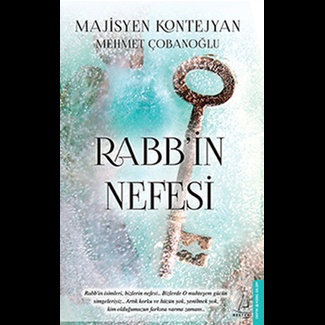 MAJİSYEN KONTEJYAN
MEHMET ÇOBANOĞLU
RABB'İN
NEFESİ
Rabb'in isimleri, bizlerin nefesi... Bizlerde O muhteşem gücün
simgeleriyiz... Artık korku ve hüzün yok, yenilmek yok,
kim olduğumuzun farkına varma zamanı...